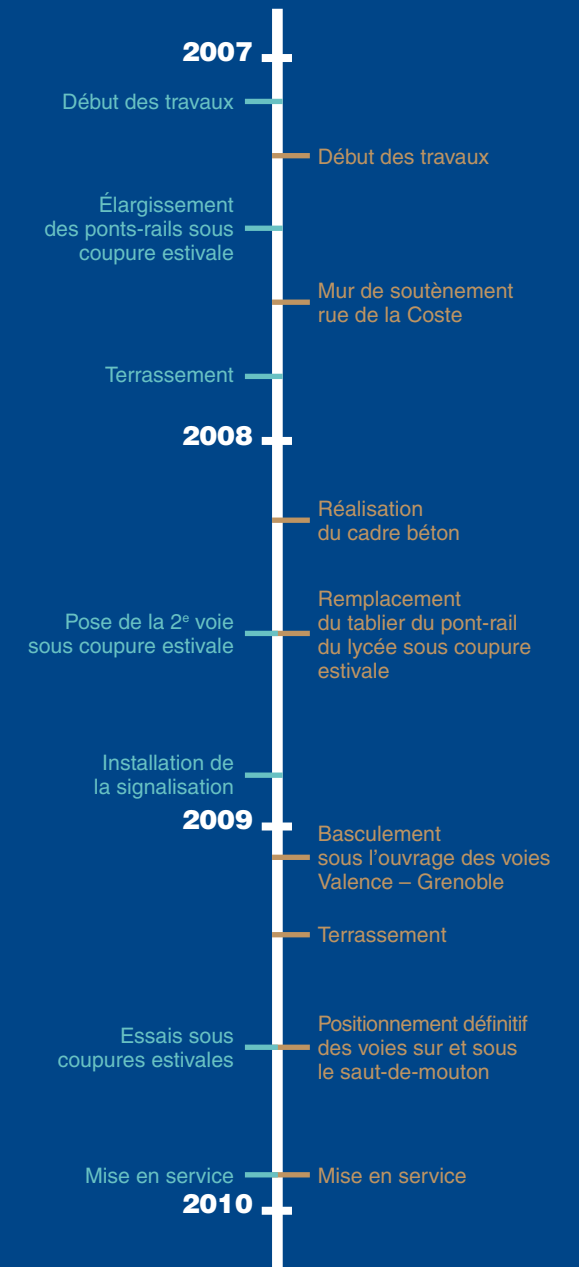 2007
Début des travaux
Début des travaux
Élargissement
des ponts-rails sous
coupure estivale
Mur de soutènement
rue de la Coste
Terrassement
2008
Réalisation
du cadre béton
Pose de la 2e voie
sous coupure estivale
Remplacement
du tablier du pont-rail
du lycée sous coupure
estivale
Installation de
la signalisation
2009
Basculement
sous l’ouvrage des voies
Valence – Grenoble
Terrassement
Essais sous
coupures estivales
Positionnement définitif
des voies sur et sous
le saut-de-mouton
Mise en service
Mise en service
2010